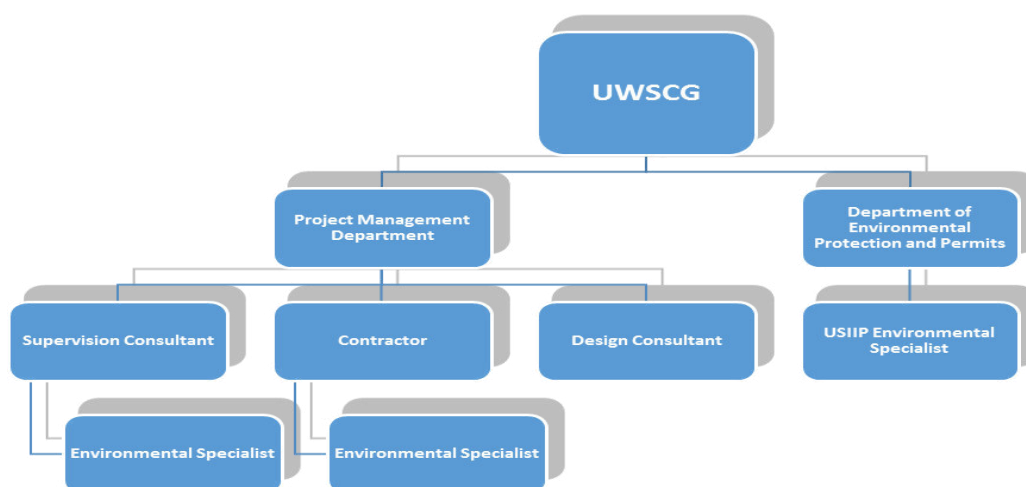 UWSCG
Project Management
Department
Department of
Environmental
Protection and Permits
Supervision Consultant
Contractor
Design Consultant
USIIP Environmental
Specialist
Environmental Specialist
Environmental Specialist